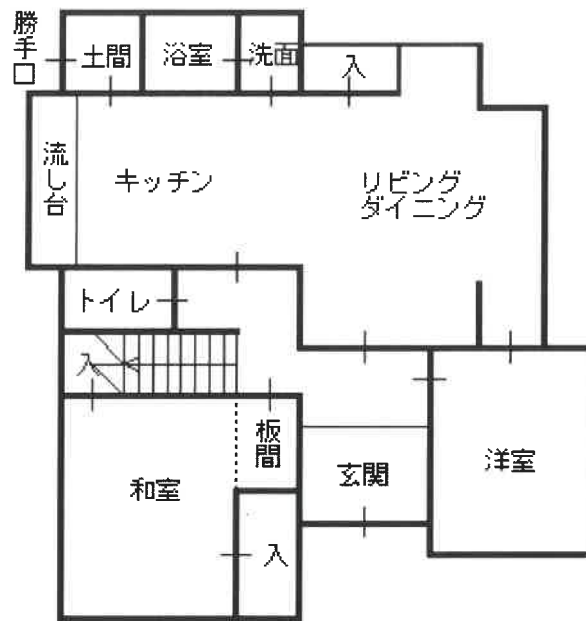 勝手口
土間
浴室
洗面
入
流し台
キッチン
リビング
ダイニング
トイレ
入
板間
和室
玄関
洋室
入